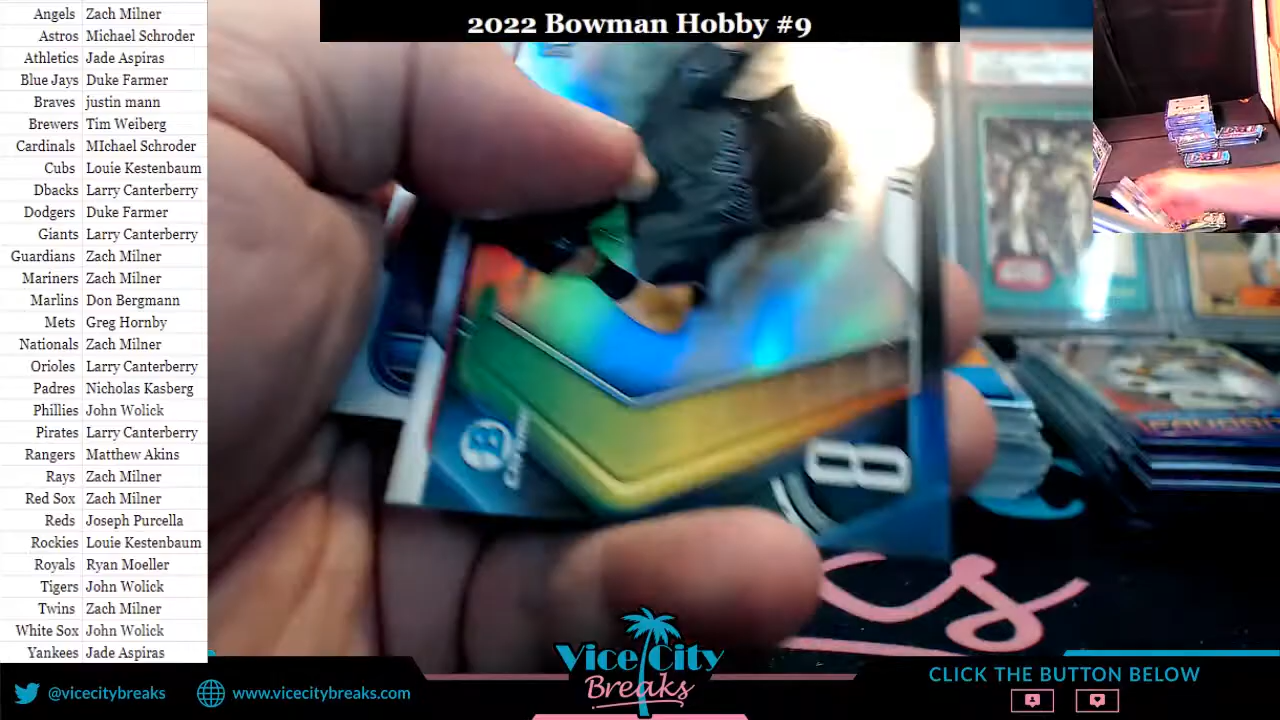 2022 Bowman Hobby #9
Angels Zach Milner
Astros Michael Schroder
Athletics Jade Aspiras
Blue Jays Duke Farmer
Braves justin mann
Brewers Tim Weiberg
Cardinals MIchael Schroder
Cubs Louie Kestenbaum
Dbacks Larry Canterberry
Dodgers Duke Farmer
Giants Larry Canterberry
Guardians Zach Milner
Mariners Zach Milner
Marlins Don Bergmann
Mets Greg Hornby
Nationals Zach Milner
Orioles Larry Canterberry
Padres Nicholas Kasberg
Phillies John Wolick
Pirates Larry Canterberry
Rangers Matthew Akins
Rays Zach Milner
Red Sox Zach Milner
Reds Joseph Purcella
Rockies Louie Kestenbaum
Royals Ryan Moeller
Tigers John Wolick
Twins Zach Milner
White Sox John Wolick
Yankees Jade Aspiras
B
8
cs
@vicecitybreaks
www.vicecitybreaks.com
Vice City
Breaks
CLICK THE BUTTON BELOW